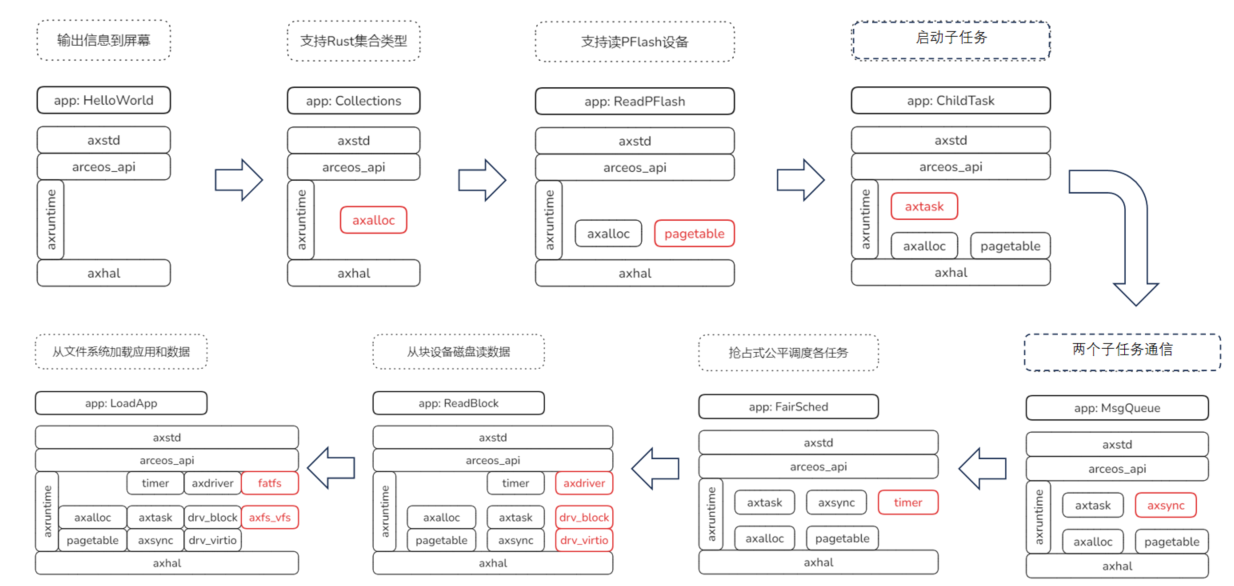 输出信息到屏幕
app: HelloWorld
axstd
arceos_api
axruntime
axhal
支持Rust集合类型
app: Collections
axstd
arceos_api
axruntime
axalloc
axhal
支持读PFlash设备
app: ReadPFlash
axstd
arceos_api
axruntime
axalloc
pagetable
axhal
启动子任务
app: ChildTask
axstd
arceos_api
axruntime
axtask
axalloc
pagetable
axhal
两个子任务通信
app: MsgQueue
axstd
arceos_api
axruntime
axtask
axsync
axalloc
pagetable
axhal
抢占式公平调度各任务
app: FairSched
axstd
arceos_api
axruntime
axtask
axsync
timer
axalloc
pagetable
axhal
从块设备磁盘读数据
app: ReadBlock
axstd
arceos_api
axruntime
timer
axdriver
axalloc
axtask
drv_block
pagetable
axsync
drv_virtio
axhal
从文件系统加载应用和数据
app: LoadApp
axstd
arceos_api
axruntime
timer
axdriver
fatfs
axalloc
axtask
drv_block
axfs_vfs
pagetable
axsync
drv_virtio
axhal